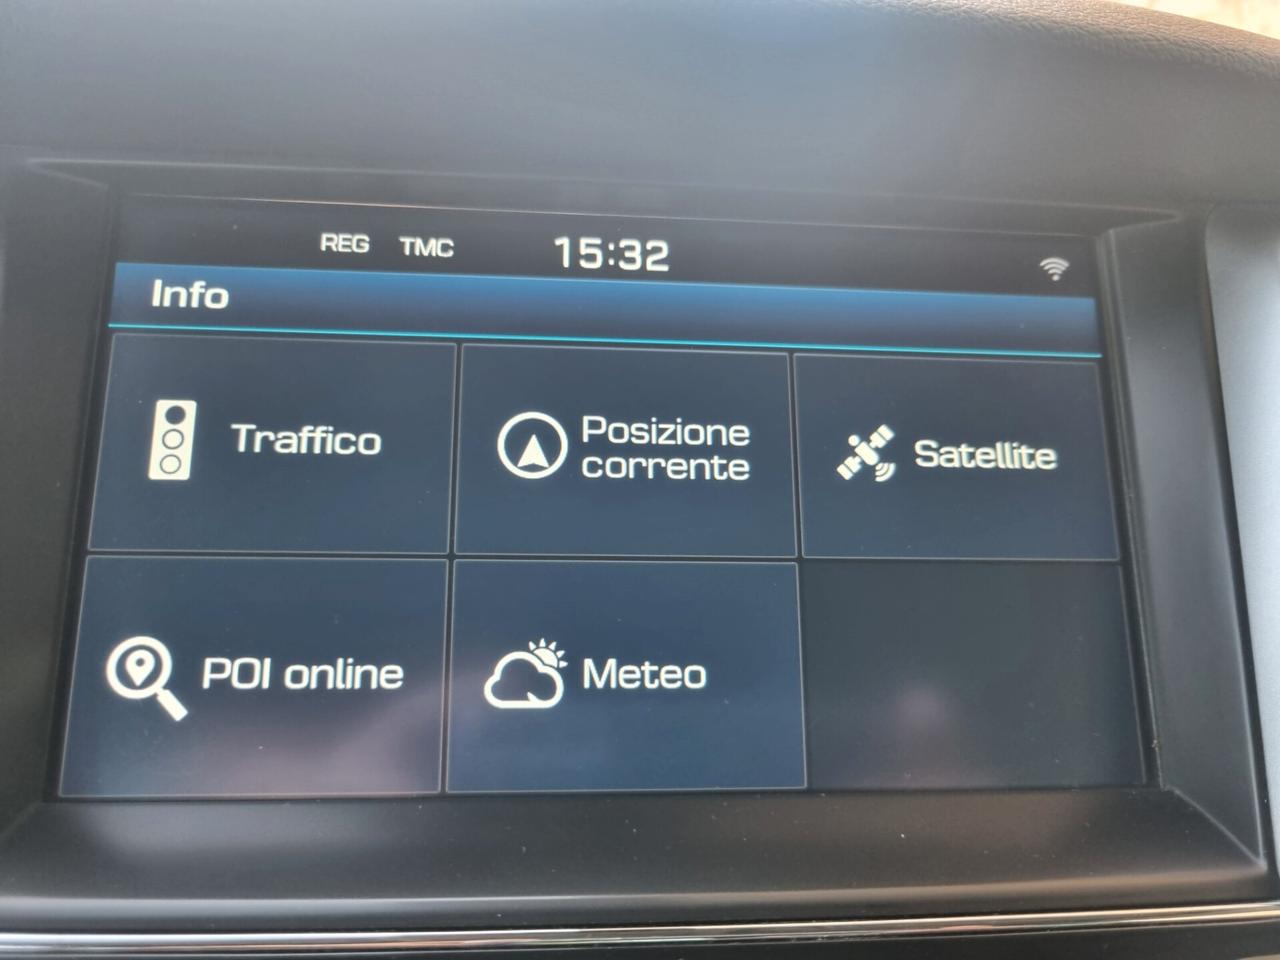 REG TMC 15:32
Info
Traffico
Posizione
corrente
Satellite
POI online
Meteo